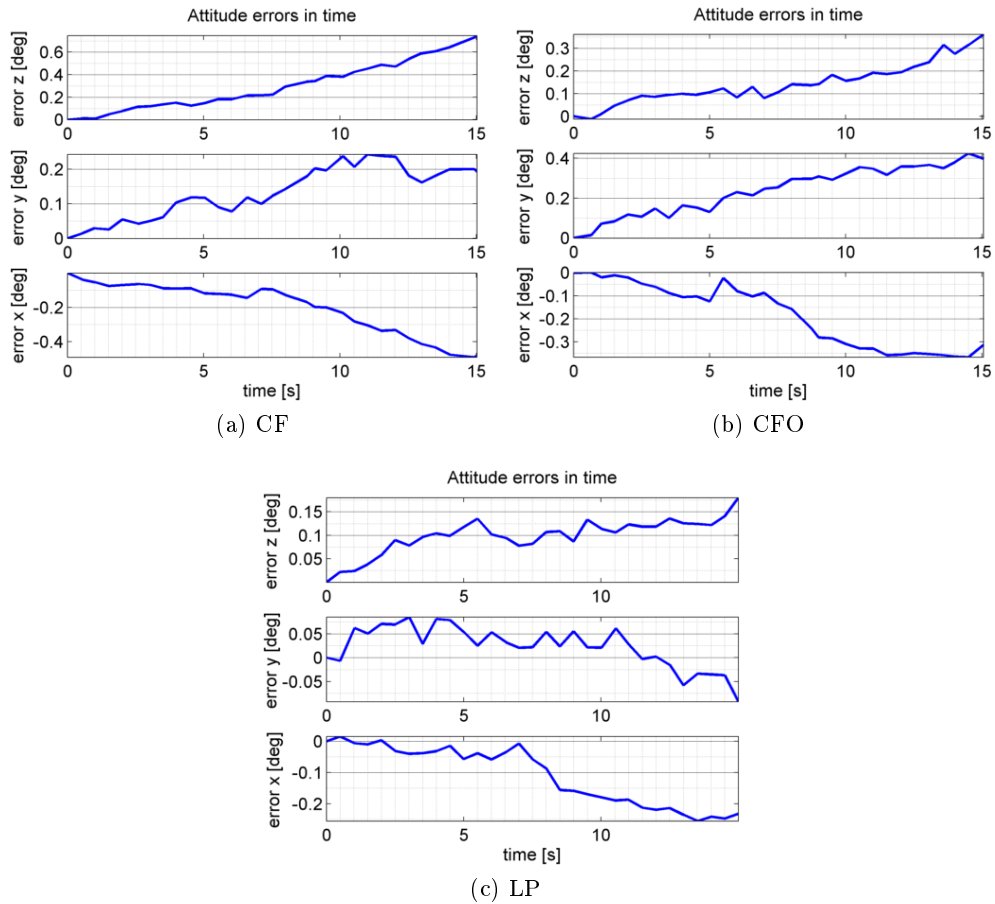 Attitude errors in time
error z [deg]
0.6
0.4
0.2
0
0 5 10 15
error y [deg]
0.2
0.1
0
0 5 10 15
error x [deg]
-0.2
-0.4
0 5 10 15
time [s]
(a) CF
Attitude errors in time
error z [deg]
0.3
0.2
0.1
0
0 5 10 15
error y [deg]
0.4
0.2
0
0 5 10 15
error x [deg]
0
-0.1
-0.2
-0.3
0 5 10 15
time [s]
(b) CFO
Attitude errors in time
error z [deg]
0.15
0.1
0.05
0 5 10
error y [deg]
0.05
0
-0.05
0 5 10
error x [deg]
0
-0.1
-0.2
0 5 10
time [s]
(c) LP